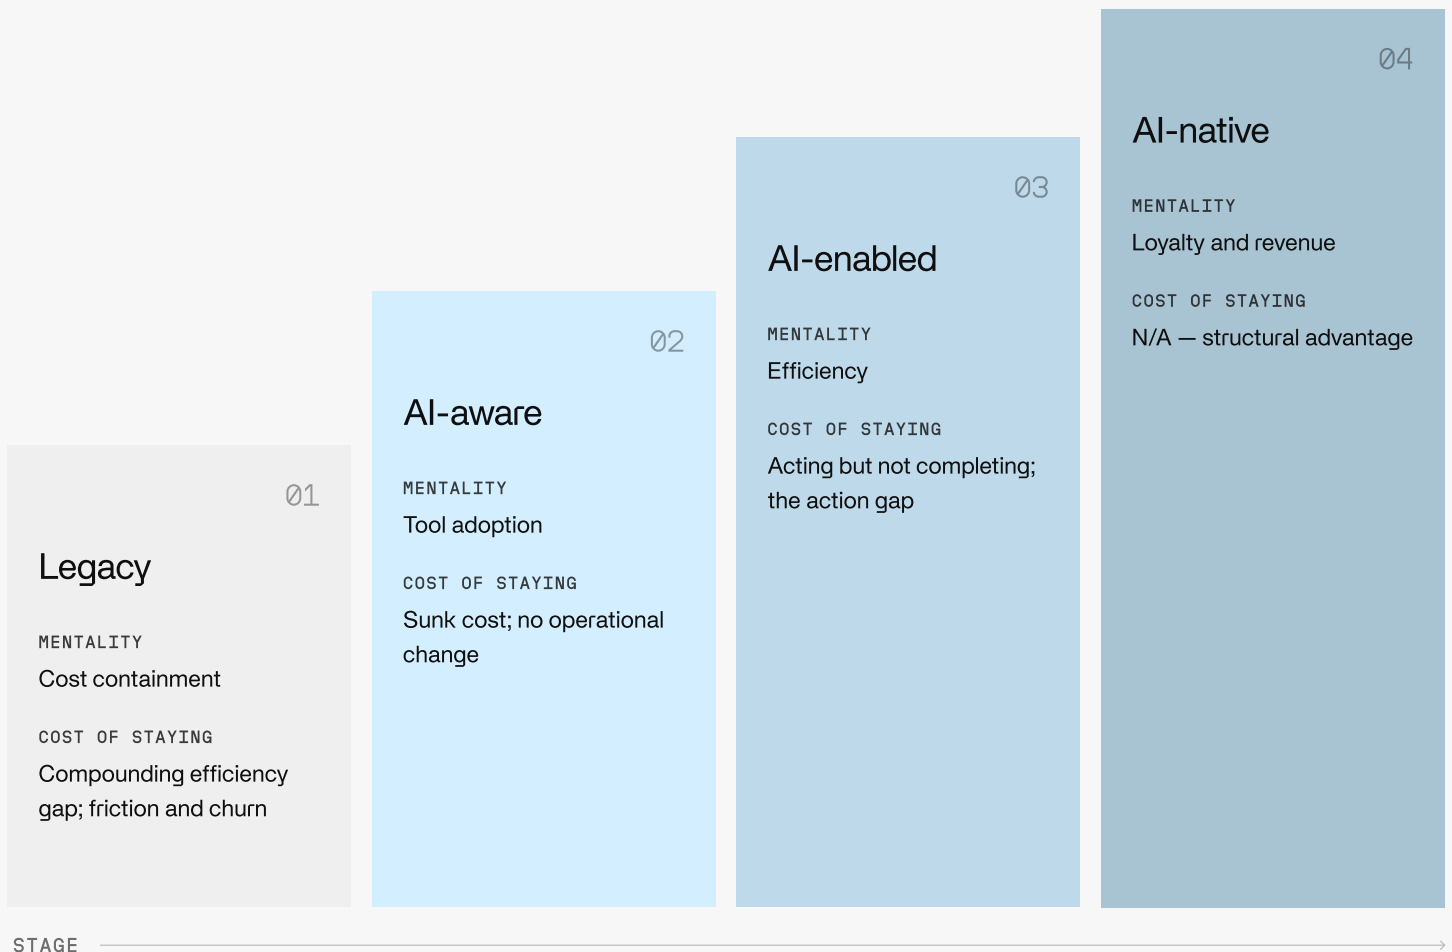 01
Legacy
MENTALITY
Cost containment
COST OF STAYING
Compounding efficiency
gap; friction and churn
02
AI-aware
MENTALITY
Tool adoption
COST OF STAYING
Sunk cost; no operational
change
03
AI-enabled
MENTALITY
Efficiency
COST OF STAYING
Acting but not completing;
the action gap
04
AI-native
MENTALITY
Loyalty and revenue
COST OF STAYING
N/A — structural advantage
STAGE